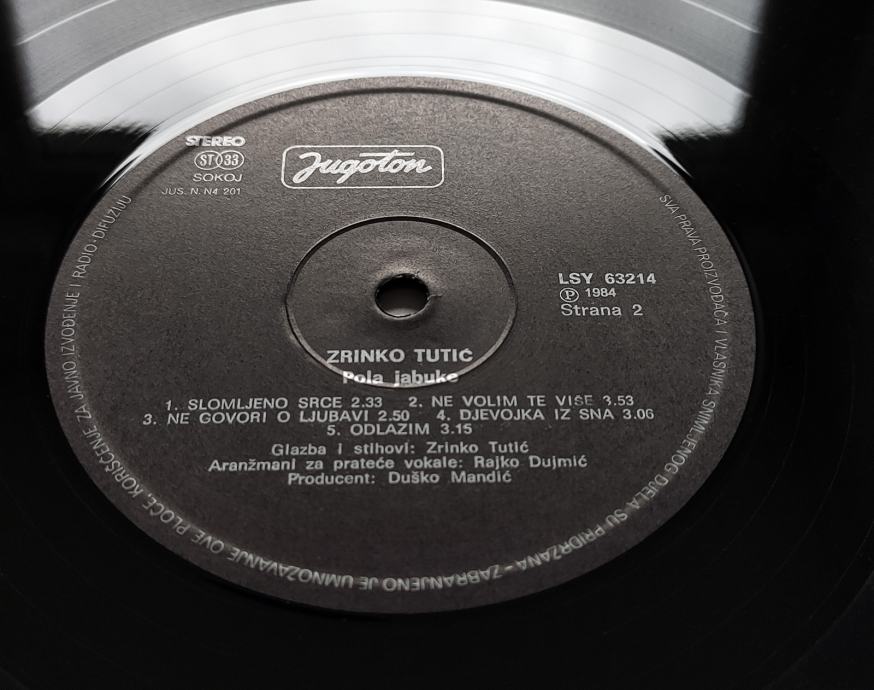 STEREO
ST 33
SOKOJ
JUS. N. N4 201
Jugoton
LSY 63214
Ⓟ 1984
Strana 2
ZRINKO TUTIĆ
Pola jabuke
1. SLOMLJENO SRCE 2.33 2. NE VOLIM TE VIŠE 3.53
3. NE GOVORI O LJUBAVI 2.50 4. DJEVOJKA IZ SNA 3.06
5. ODLAZIM 3.15
Glazba i stihovi: Zrinko Tutić
Aranžmani za prateće vokale: Rajko Dujmić
Producent: Duško Mandić
SVA PRAVA PROIZVOĐAČA I VLASNIKA SNIMLJENOG DJELA SU PRIDRŽANA - ZABRANJENO JE UMNOŽAVANJE OVE PLOČE, KORIŠĆENJE ZA JAVNO IZVOĐENJE I RADIO-DIFUZIJU